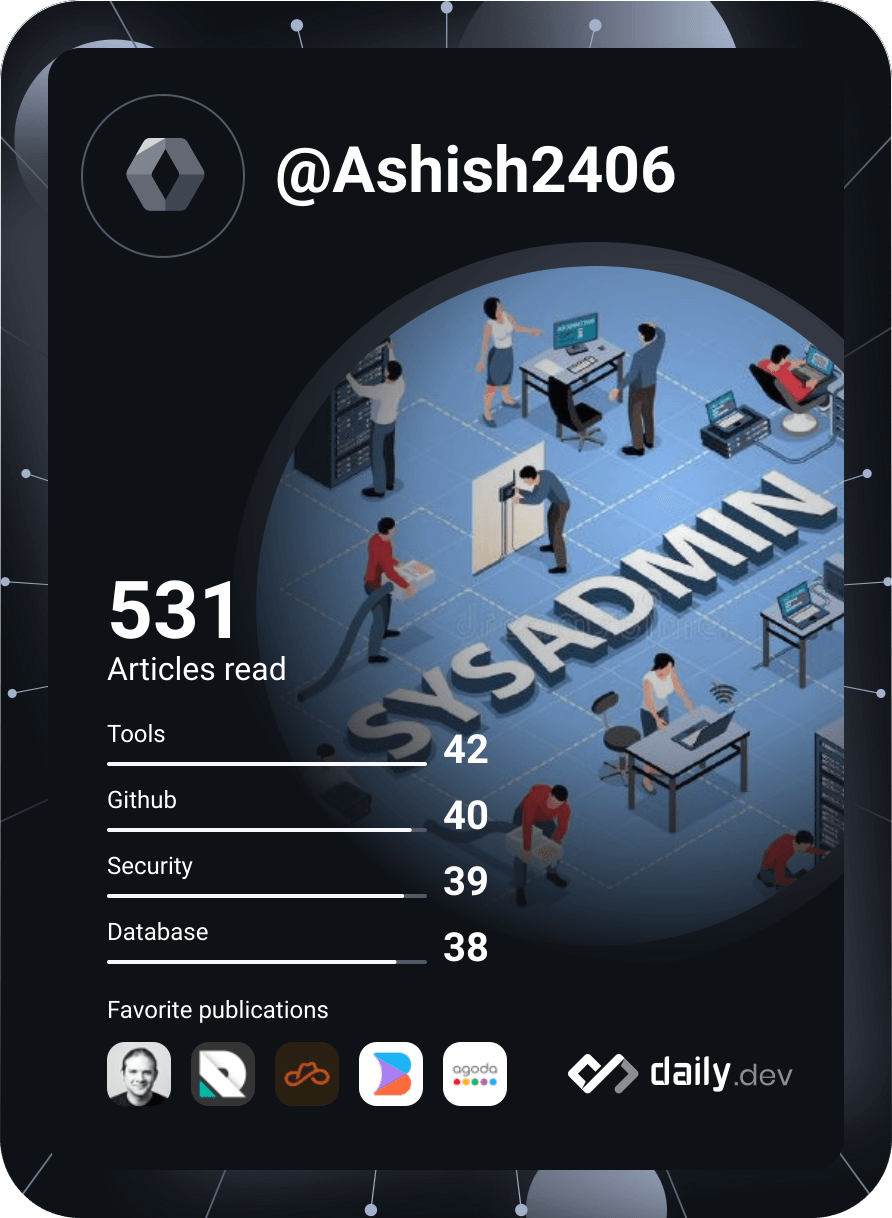 @Ashish2406
SYSADMIN
531
Articles read
Tools
42
Github
40
Security
39
Database
38
Favorite publications
agoda
daily.dev